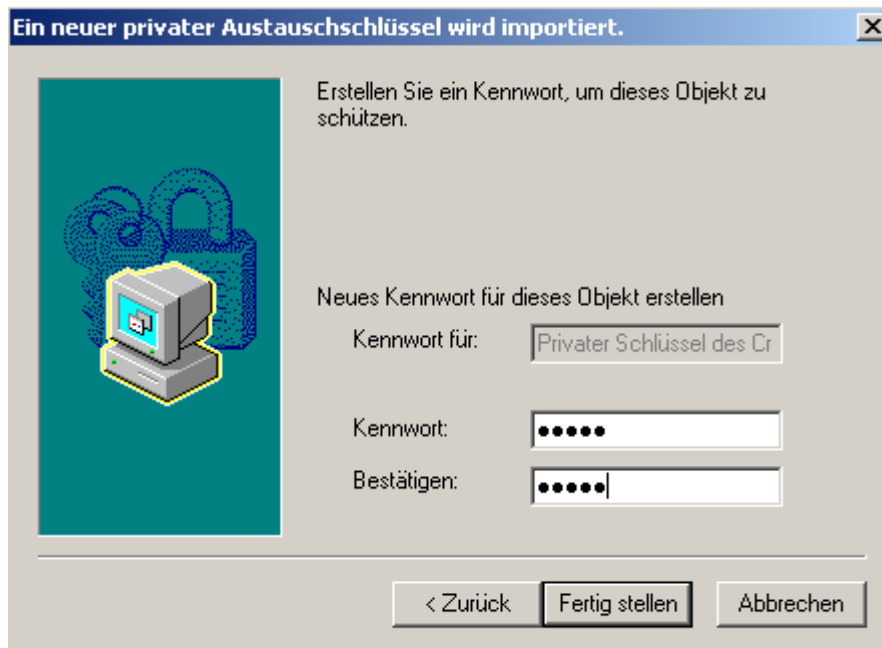 Ein neuer privater Austauschschlüssel wird importiert.
Erstellen Sie ein Kennwort, um dieses Objekt zu
schützen.
Neues Kennwort für dieses Objekt erstellen
Kennwort für: Privater Schlüssel des Cr
Kennwort: •••••
Bestätigen: •••••
< Zurück Fertig stellen Abbrechen